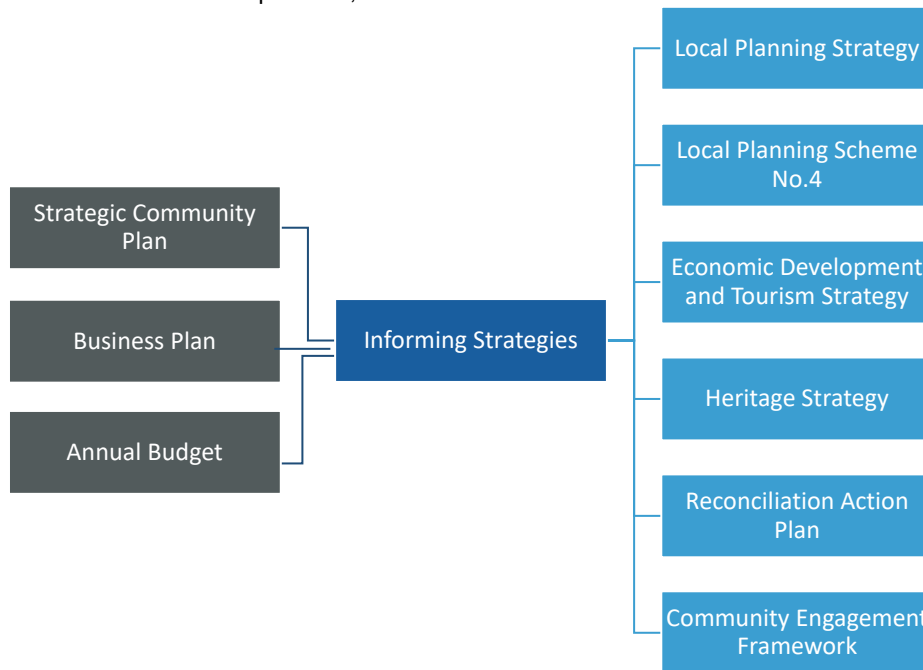 Strategic Community
Plan
Business Plan
Annual Budget
Informing Strategies
Local Planning Strategy
Local Planning Scheme
No.4
Economic Development
and Tourism Strategy
Heritage Strategy
Reconciliation Action
Plan
Community Engagement
Framework